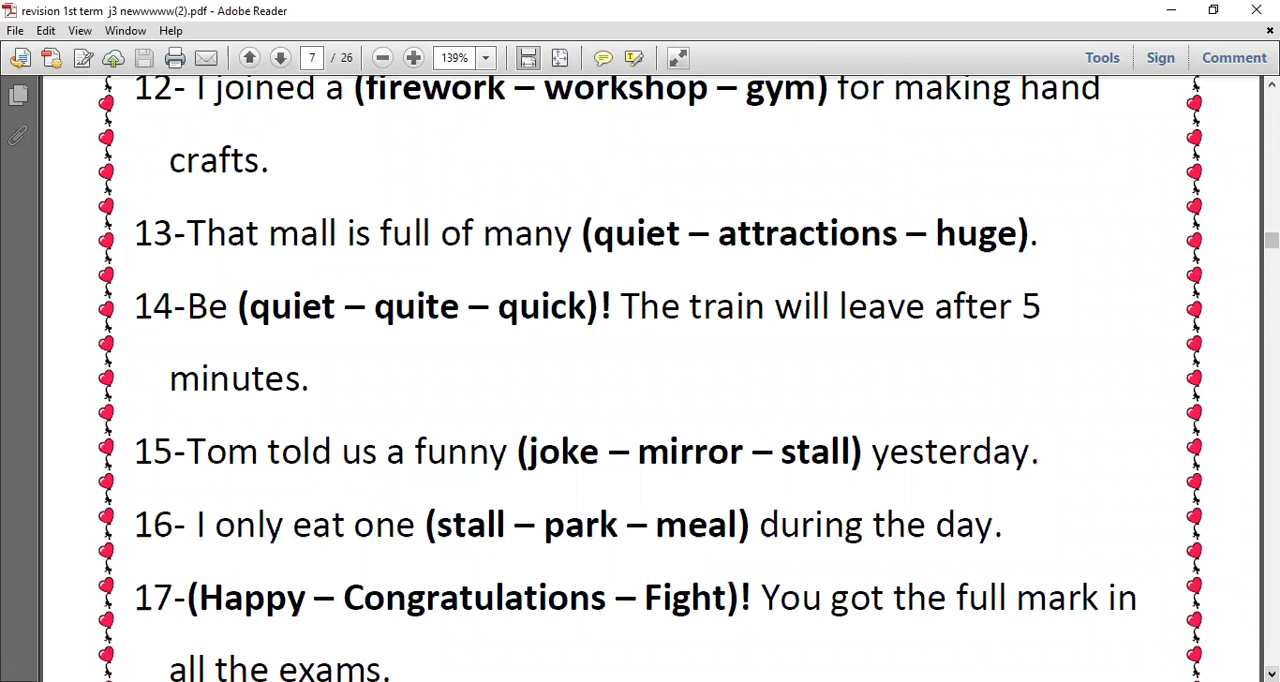 revision 1st term  j3 newwwww(2).pdf - Adobe Reader
File Edit View Window Help
7 / 26 139% Tools Sign Comment
12- I joined a (firework – workshop – gym) for making hand
crafts.
13-That mall is full of many (quiet – attractions – huge).
14-Be (quiet – quite – quick)! The train will leave after 5
minutes.
15-Tom told us a funny (joke – mirror – stall) yesterday.
16- I only eat one (stall – park – meal) during the day.
17-(Happy – Congratulations – Fight)! You got the full mark in
all the exams.